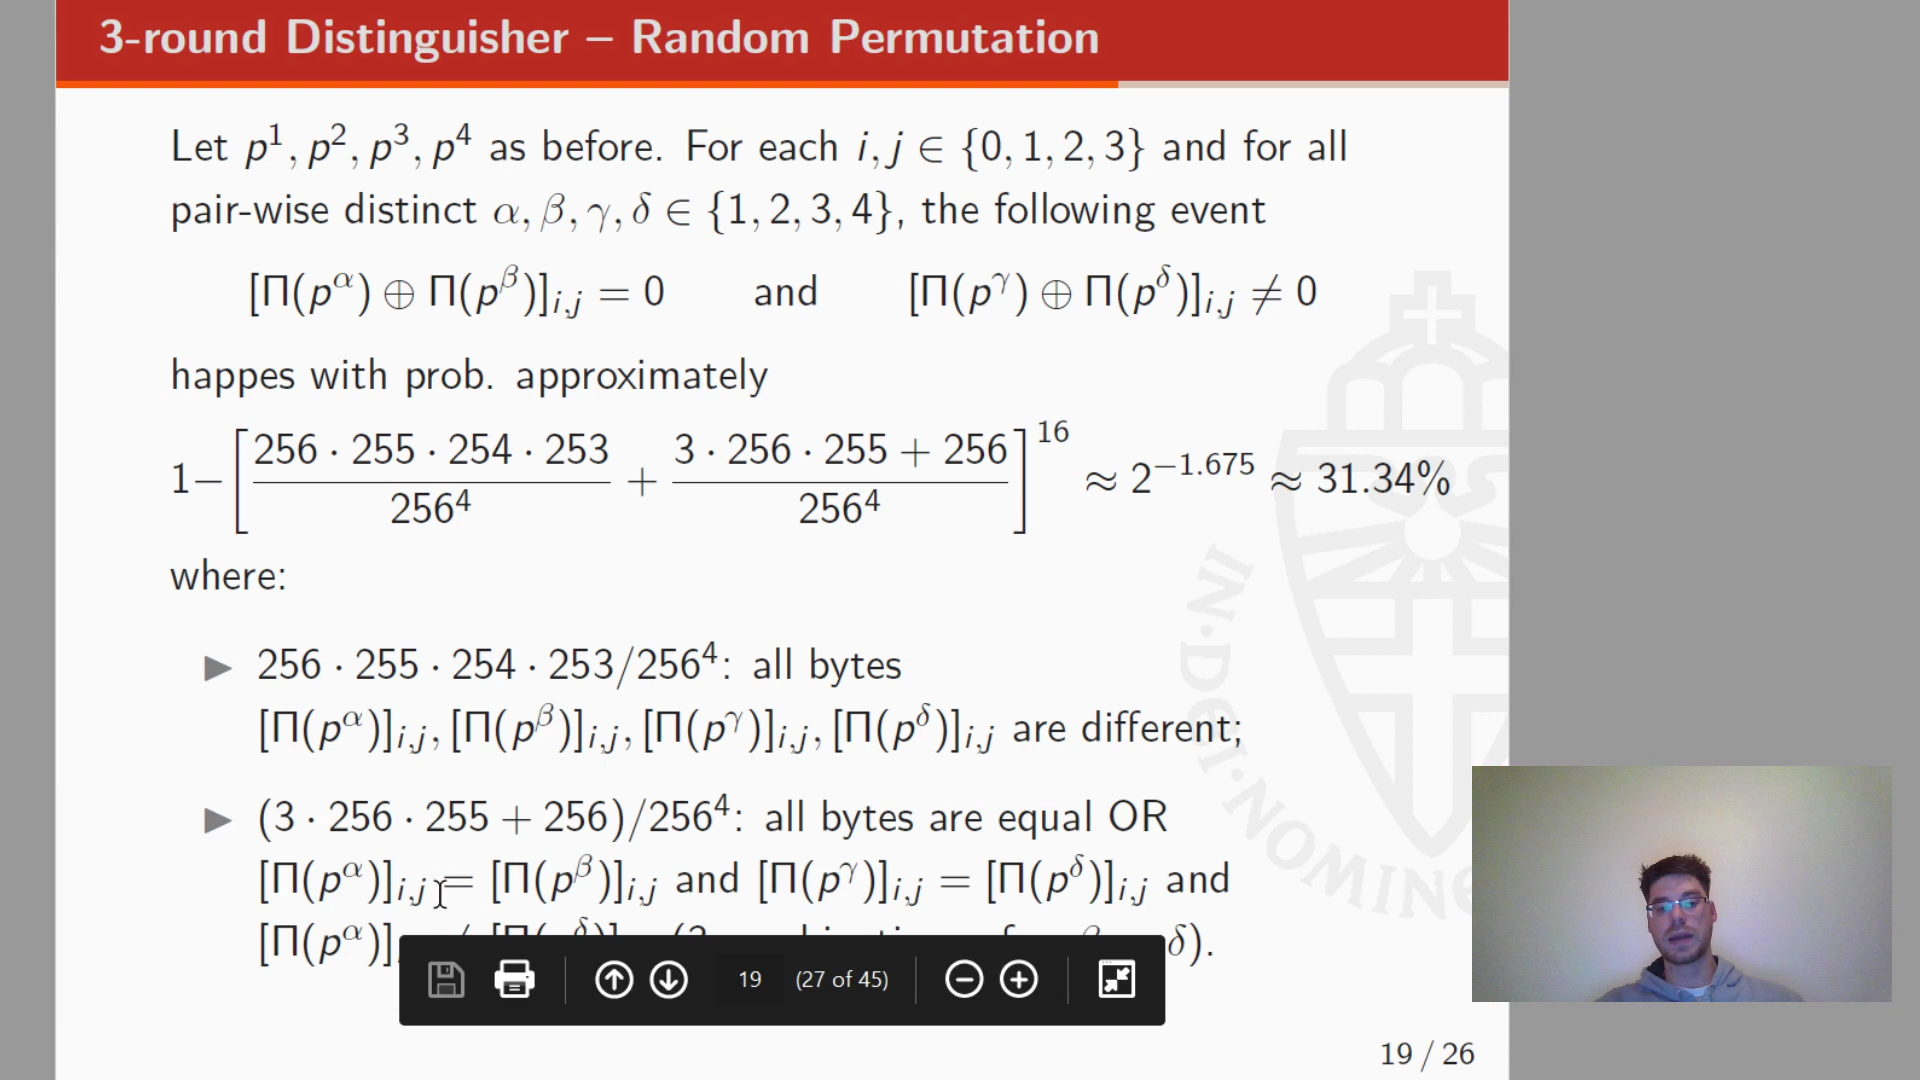 3-round Distinguisher – Random Permutation
Let p¹, p², p³, p⁴ as before. For each i, j ∈ {0, 1, 2, 3} and for all
pair-wise distinct α, β, γ, δ ∈ {1, 2, 3, 4}, the following event
[Π(p^α) ⊕ Π(p^β)]_{i,j} = 0 and [Π(p^γ) ⊕ Π(p^δ)]_{i,j} ≠ 0
happes with prob. approximately
1− [ (256 · 255 · 254 · 253)/256⁴ + (3 · 256 · 255 + 256)/256⁴ ]^16 ≈ 2^{−1.675} ≈ 31.34%
where:
▶ 256 · 255 · 254 · 253/256⁴: all bytes
[Π(p^α)]_{i,j}, [Π(p^β)]_{i,j}, [Π(p^γ)]_{i,j}, [Π(p^δ)]_{i,j} are different;
▶ (3 · 256 · 255 + 256)/256⁴: all bytes are equal OR
[Π(p^α)]_{i,j} = [Π(p^β)]_{i,j} and [Π(p^γ)]_{i,j} = [Π(p^δ)]_{i,j} and
[Π(p^α)] δ).
19 (27 of 45)
19 / 26
IN·DEI·NOMINE